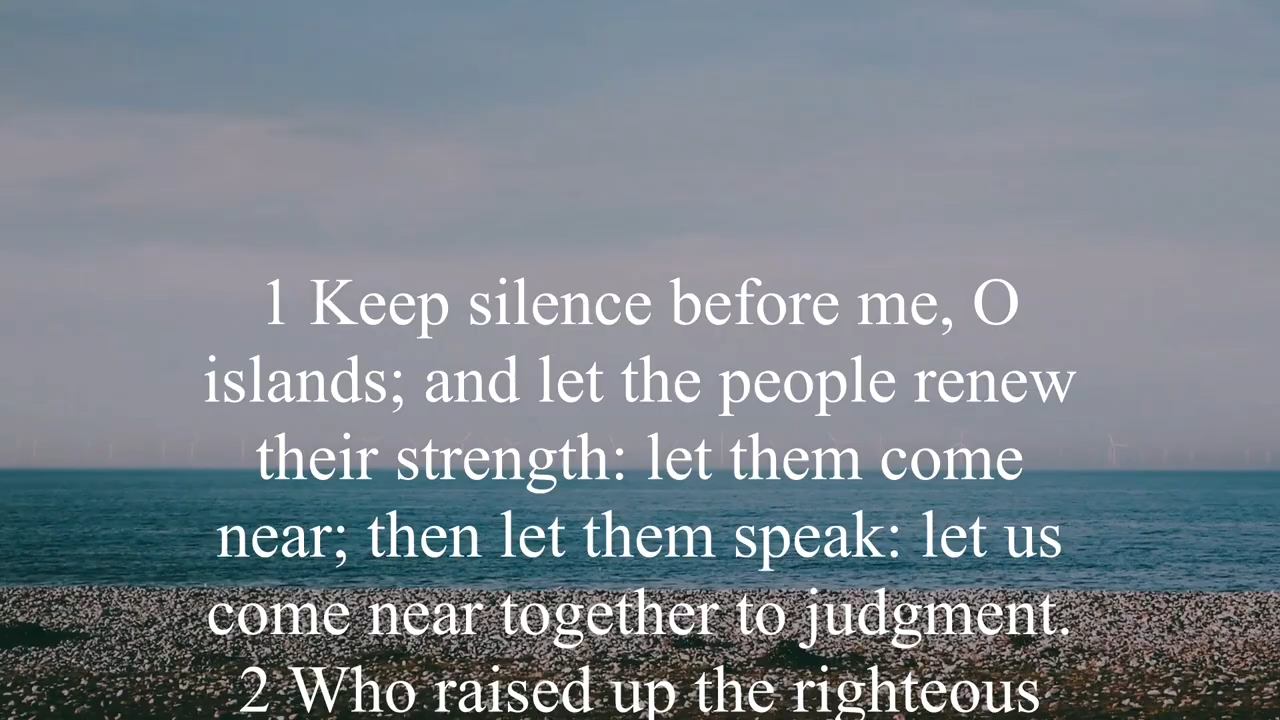 1 Keep silence before me, O
islands; and let the people renew
their strength: let them come
near; then let them speak: let us
come near together to judgment.
2 Who raised up the righteous